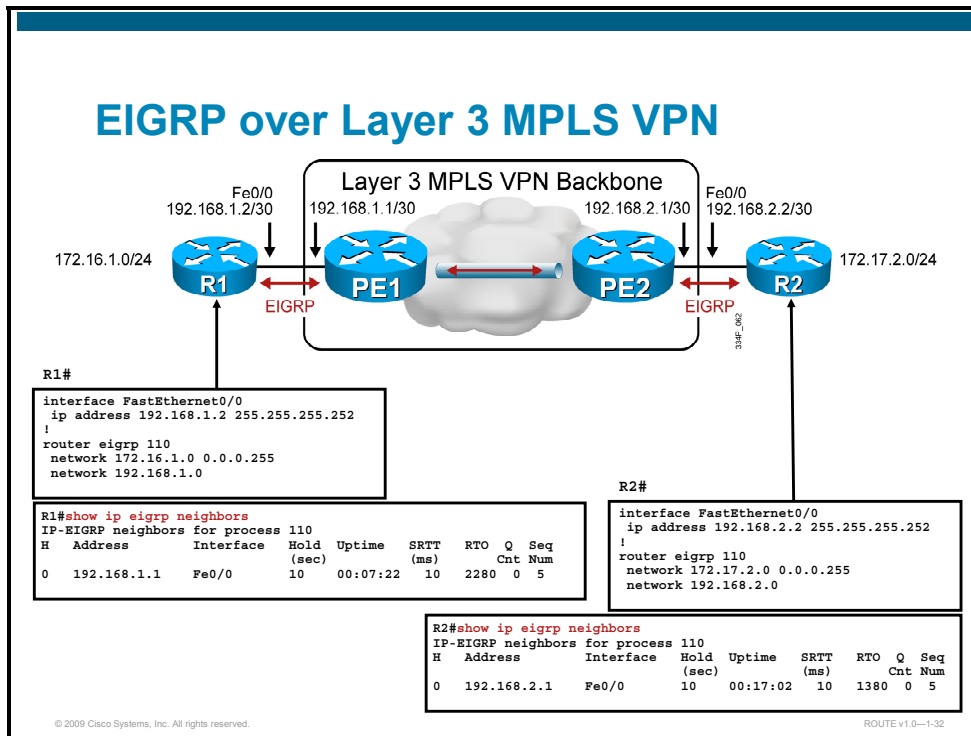 EIGRP over Layer 3 MPLS VPN
Layer 3 MPLS VPN Backbone
Fe0/0
192.168.1.2/30
192.168.1.1/30
192.168.2.1/30
Fe0/0
192.168.2.2/30
172.16.1.0/24
R1
EIGRP
PE1
PE2
EIGRP
R2
172.17.2.0/24
334P_062
R1#
interface FastEthernet0/0
 ip address 192.168.1.2 255.255.255.252
!
router eigrp 110
 network 172.16.1.0 0.0.0.255
 network 192.168.1.0
R1#show ip eigrp neighbors
IP-EIGRP neighbors for process 110
H   Address         Interface    Hold  Uptime    SRTT   RTO  Q  Seq
                                 (sec)           (ms)       Cnt Num
0   192.168.1.1     Fe0/0        10    00:07:22   10   2280  0  5
R2#
interface FastEthernet0/0
 ip address 192.168.2.2 255.255.255.252
!
router eigrp 110
 network 172.17.2.0 0.0.0.255
 network 192.168.2.0
R2#show ip eigrp neighbors
IP-EIGRP neighbors for process 110
H   Address         Interface    Hold  Uptime    SRTT   RTO  Q  Seq
                                 (sec)           (ms)       Cnt Num
0   192.168.2.1     Fe0/0        10    00:17:02   10   1380  0  5
© 2009 Cisco Systems, Inc. All rights reserved.
ROUTE v1.0—1-32